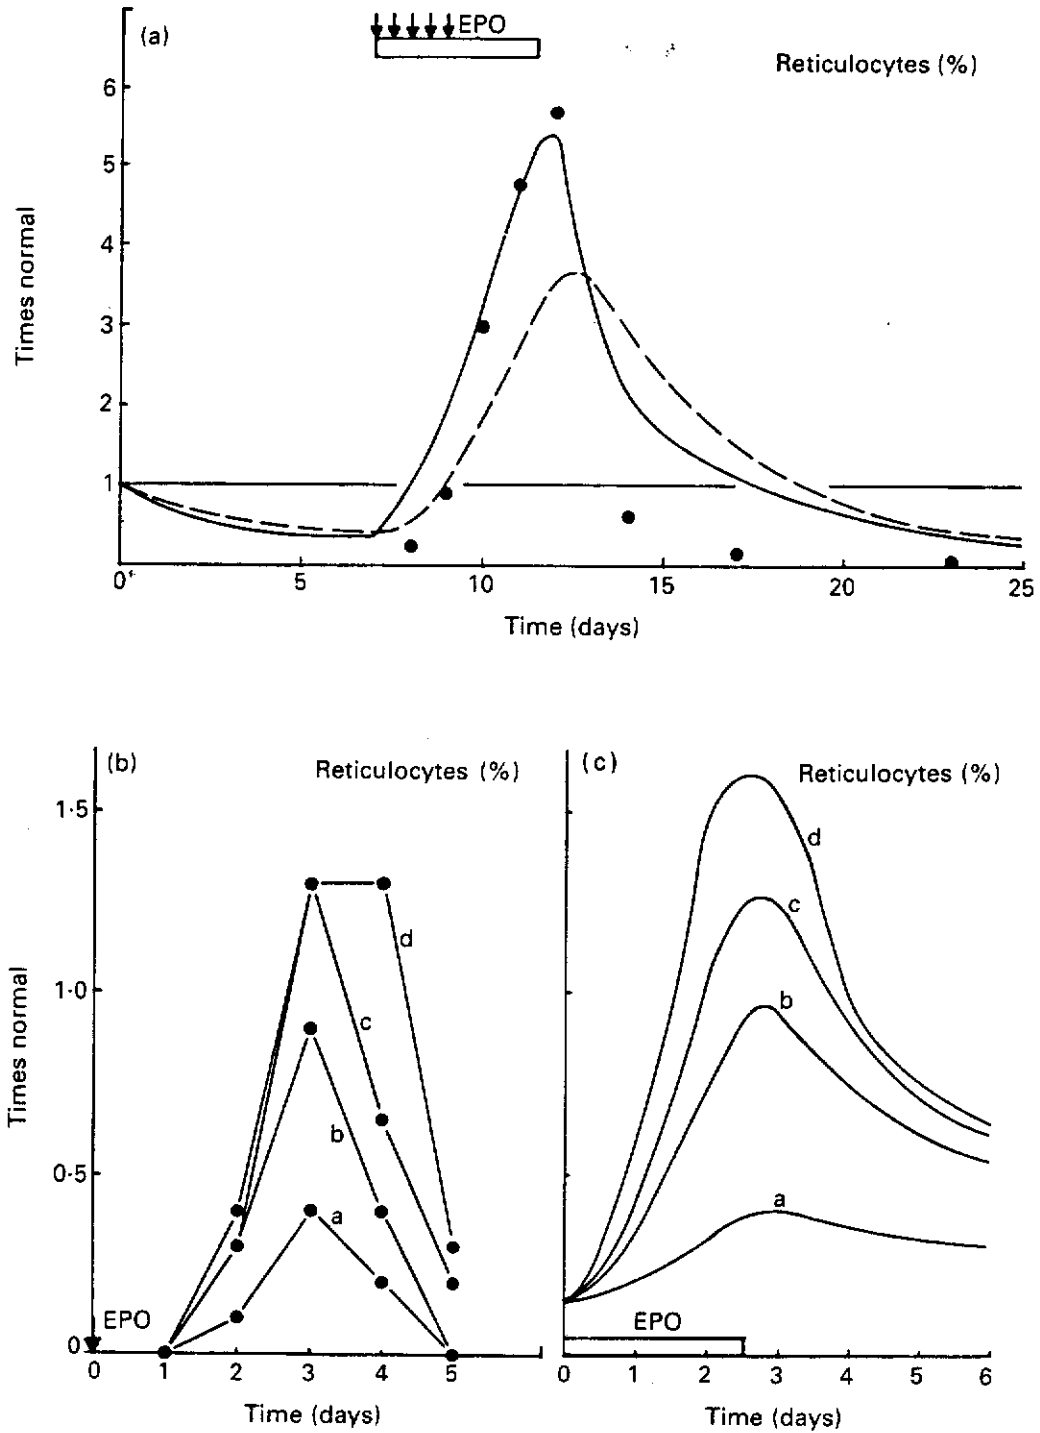 (a)
EPO
Reticulocytes (%)
Times normal
6
5
4
3
2
1
0
5
10
15
20
25
Time (days)
(b)
Reticulocytes (%)
Times normal
1·5
1·0
0·5
0
d
c
b
a
EPO
0
1
2
3
4
5
Time (days)
(c)
Reticulocytes (%)
d
c
b
a
EPO
0
1
2
3
4
5
6
Time (days)